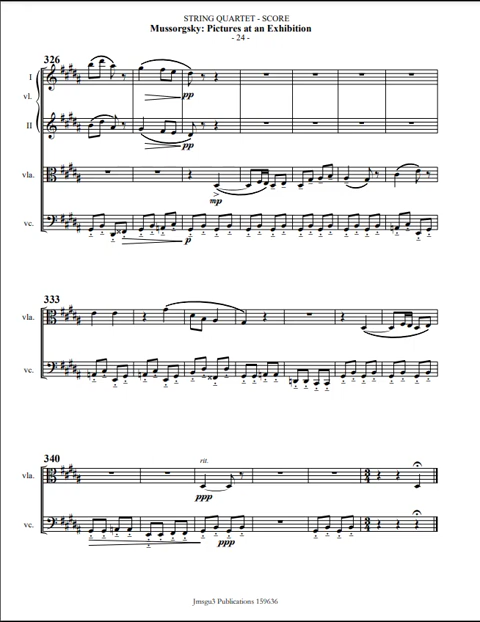 STRING QUARTET - SCORE
Mussorgsky: Pictures at an Exhibition
- 24 -
326
I
vl.
pp
II
pp
vla.
mp
vc.
p
333
vla.
vc.
340
rit.
vla.
ppp
vc.
ppp
Jmsgu3 Publications 159636